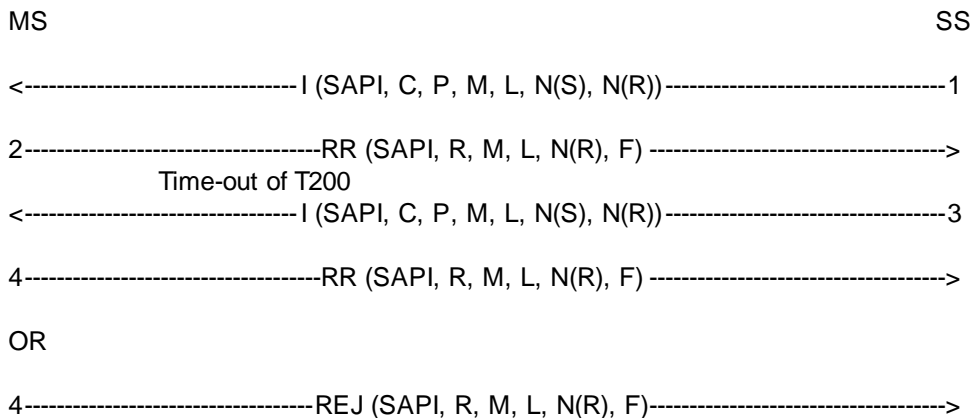 MS SS
<----------------------------------I (SAPI, C, P, M, L, N(S), N(R))-----------------------------------1
2-------------------------------------RR (SAPI, R, M, L, N(R), F) ------------------------------------->
Time-out of T200
<----------------------------------I (SAPI, C, P, M, L, N(S), N(R))-----------------------------------3
4-------------------------------------RR (SAPI, R, M, L, N(R), F) ------------------------------------->
OR
4------------------------------------REJ (SAPI, R, M, L, N(R), F)-------------------------------------->